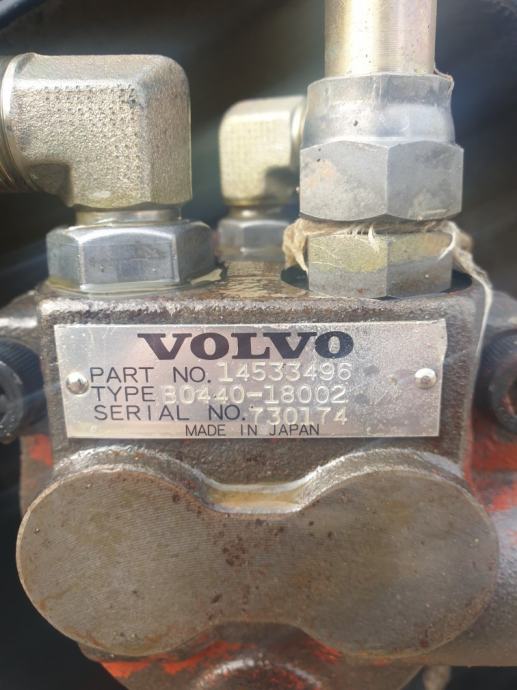 VOLVO
PART NO. 14533496
TYPE B0440-18002
SERIAL NO. 730174
MADE IN JAPAN